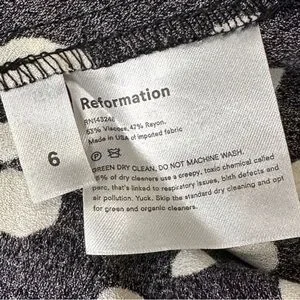 Reformation
RN143248
53% Viscose, 47% Rayon.
Made in USA of imported fabric
6
GREEN DRY CLEAN, DO NOT MACHINE WASH.
of dry cleaners use a creepy, toxic chemical called
perc, that's linked to respiratory issues, birth defects and
air pollution. Yuck. Skip the standard dry cleaning and opt
for green and organic cleaners.